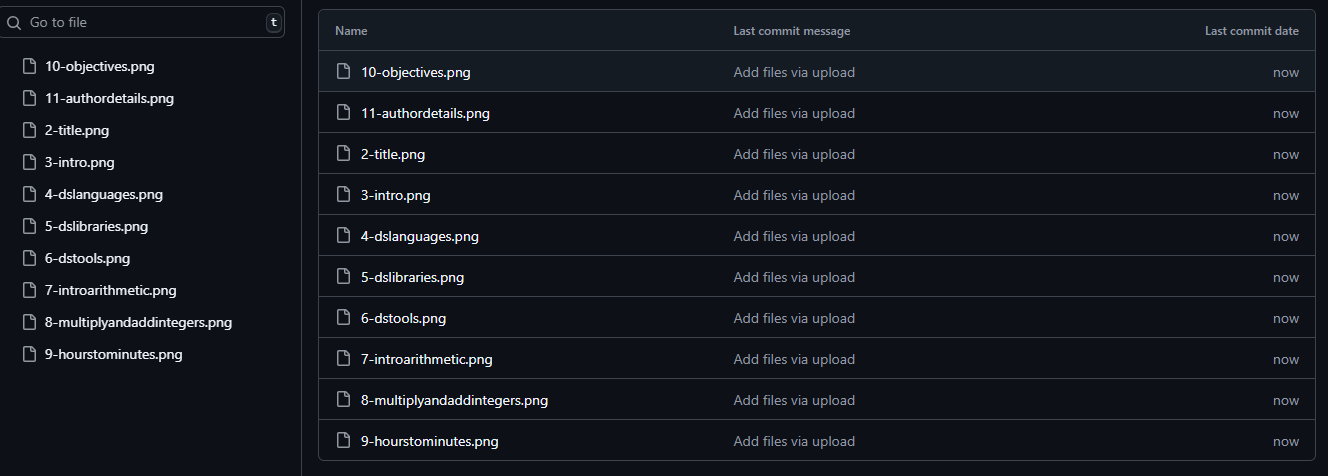 Go to file t
10-objectives.png
11-authordetails.png
2-title.png
3-intro.png
4-dslanguages.png
5-dslibraries.png
6-dstools.png
7-introarithmetic.png
8-multiplyandaddintegers.png
9-hourstominutes.png
Name Last commit message Last commit date
10-objectives.png Add files via upload now
11-authordetails.png Add files via upload now
2-title.png Add files via upload now
3-intro.png Add files via upload now
4-dslanguages.png Add files via upload now
5-dslibraries.png Add files via upload now
6-dstools.png Add files via upload now
7-introarithmetic.png Add files via upload now
8-multiplyandaddintegers.png Add files via upload now
9-hourstominutes.png Add files via upload now